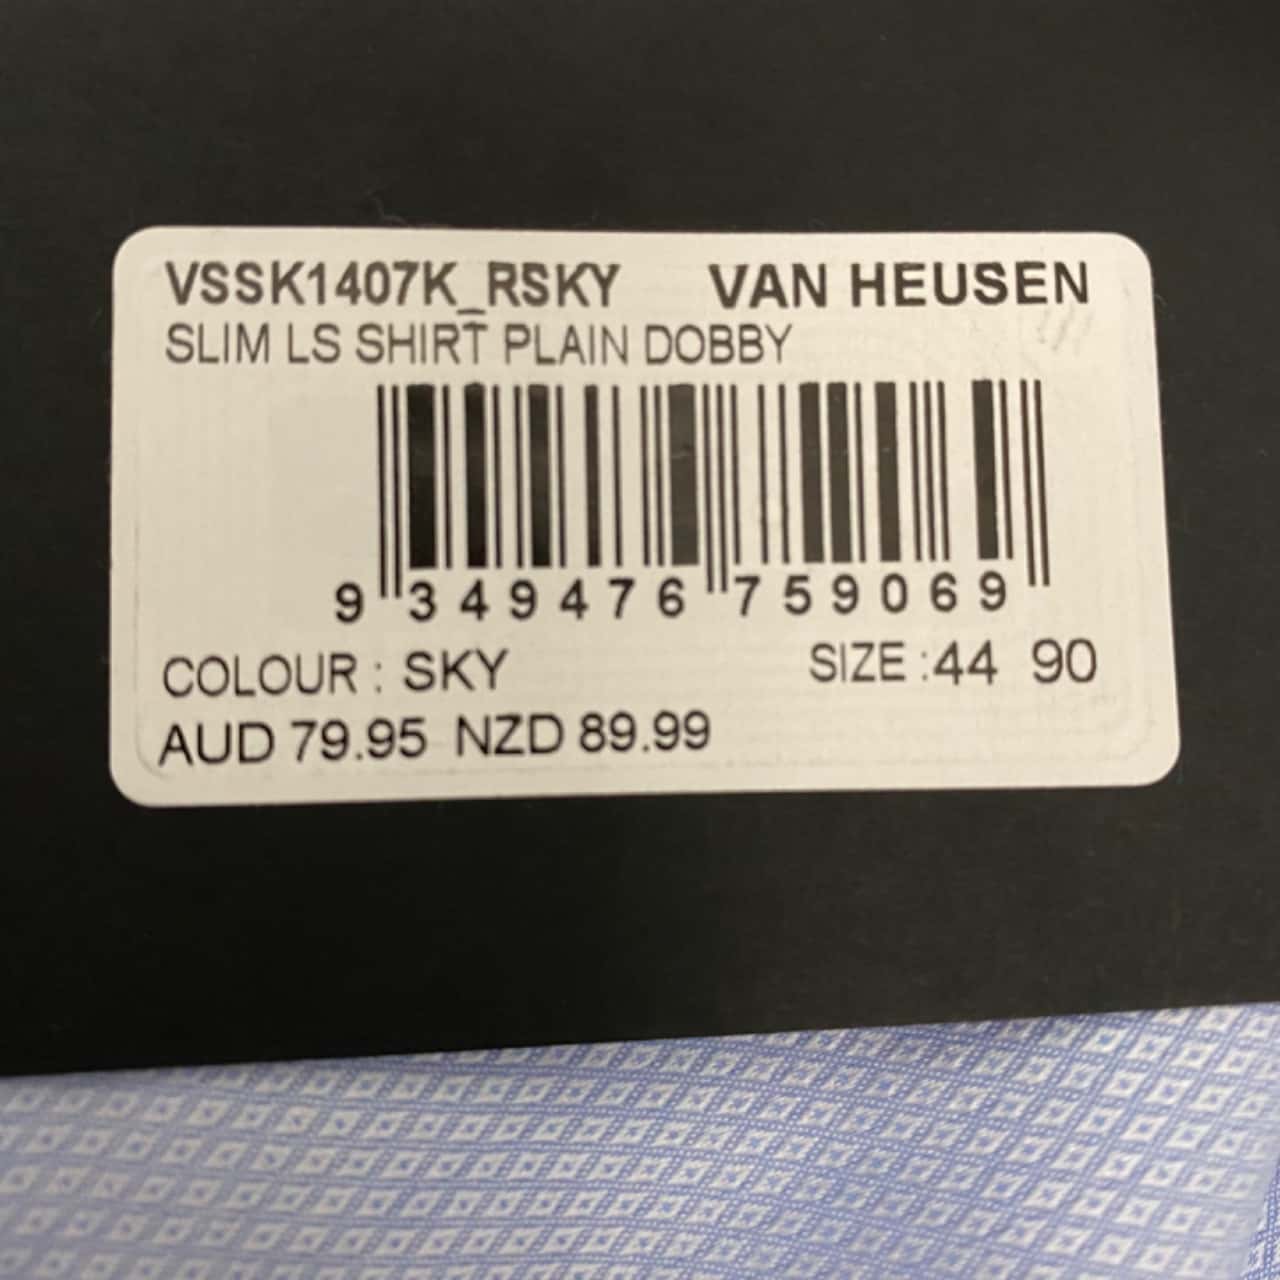 VSSK1407K_RSKY VAN HEUSEN
SLIM LS SHIRT PLAIN DOBBY
9 349476 759069
COLOUR : SKY SIZE :44 90
AUD 79.95 NZD 89.99